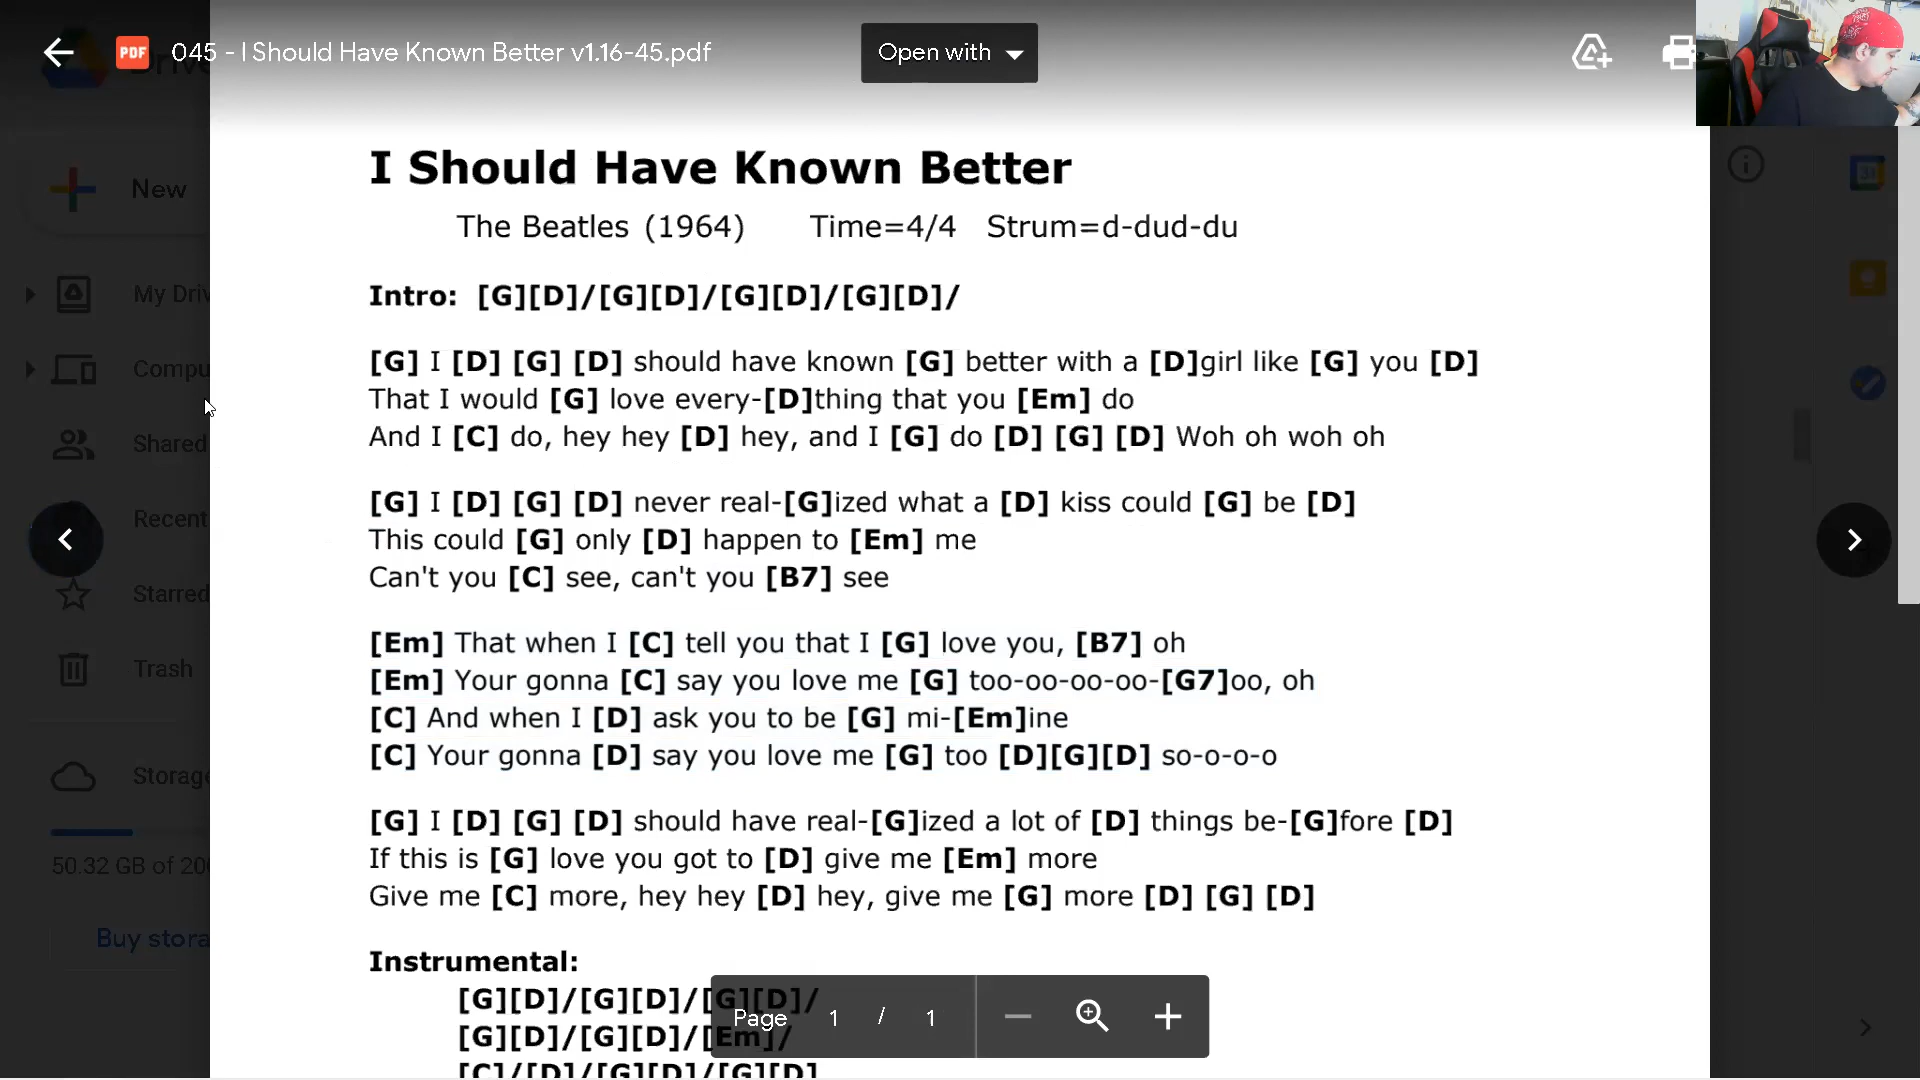 045 - I Should Have Known Better v1.16-45.pdf
Open with
PDF
New
I Should Have Known Better
The Beatles (1964) Time=4/4 Strum=d-dud-du
Intro: [G][D]/[G][D]/[G][D]/[G][D]/
[G] I [D] [G] [D] should have known [G] better with a [D]girl like [G] you [D]
That I would [G] love every-[D]thing that you [Em] do
And I [C] do, hey hey [D] hey, and I [G] do [D] [G] [D] Woh oh woh oh
[G] I [D] [G] [D] never real-[G]ized what a [D] kiss could [G] be [D]
This could [G] only [D] happen to [Em] me
Can't you [C] see, can't you [B7] see
[Em] That when I [C] tell you that I [G] love you, [B7] oh
[Em] Your gonna [C] say you love me [G] too-oo-oo-oo-[G7]oo, oh
[C] And when I [D] ask you to be [G] mi-[Em]ine
[C] Your gonna [D] say you love me [G] too [D][G][D] so-o-o-o
[G] I [D] [G] [D] should have real-[G]ized a lot of [D] things be-[G]fore [D]
If this is [G] love you got to [D] give me [Em] more
Give me [C] more, hey hey [D] hey, give me [G] more [D] [G] [D]
Instrumental:
[G][D]/[G][D]/[G][D]/
[G][D]/[G][D]/[Em]/
[C]/[D]/[G][D]/[G][D]
Page 1 / 1
My Driv
Compu
Shared
Recent
Starred
Trash
Storage
50.32 GB of 200
Buy stora
31